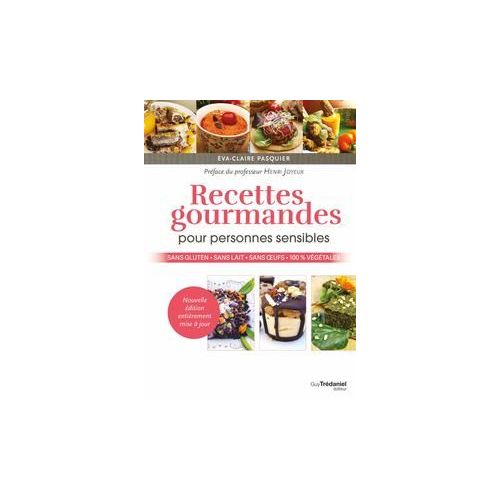 EVA-CLAIRE PASQUIER
Préface du professeur HENRI JOYEUX
Recettes
gourmandes
pour personnes sensibles
SANS GLUTEN • SANS LAIT • SANS ŒUFS • 100 % VÉGÉTALES
Nouvelle
édition
entièrement
mise à jour
Guy Trédaniel
éditeur